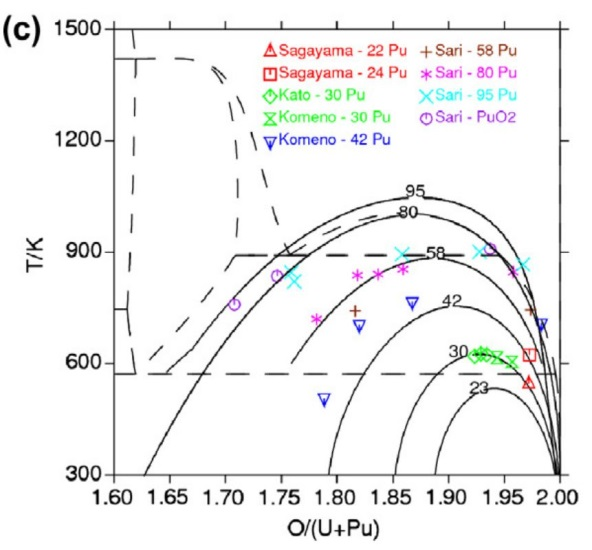 (c)
1500
1200
900
600
300
T/K
Sagayama - 22 Pu
Sagayama - 24 Pu
Kato - 30 Pu
Komeno - 30 Pu
Komeno - 42 Pu
Sari - 58 Pu
Sari - 80 Pu
Sari - 95 Pu
Sari - PuO2
95
80
58
42
30
23
1.60 1.65 1.70 1.75 1.80 1.85 1.90 1.95 2.00
O/(U+Pu)